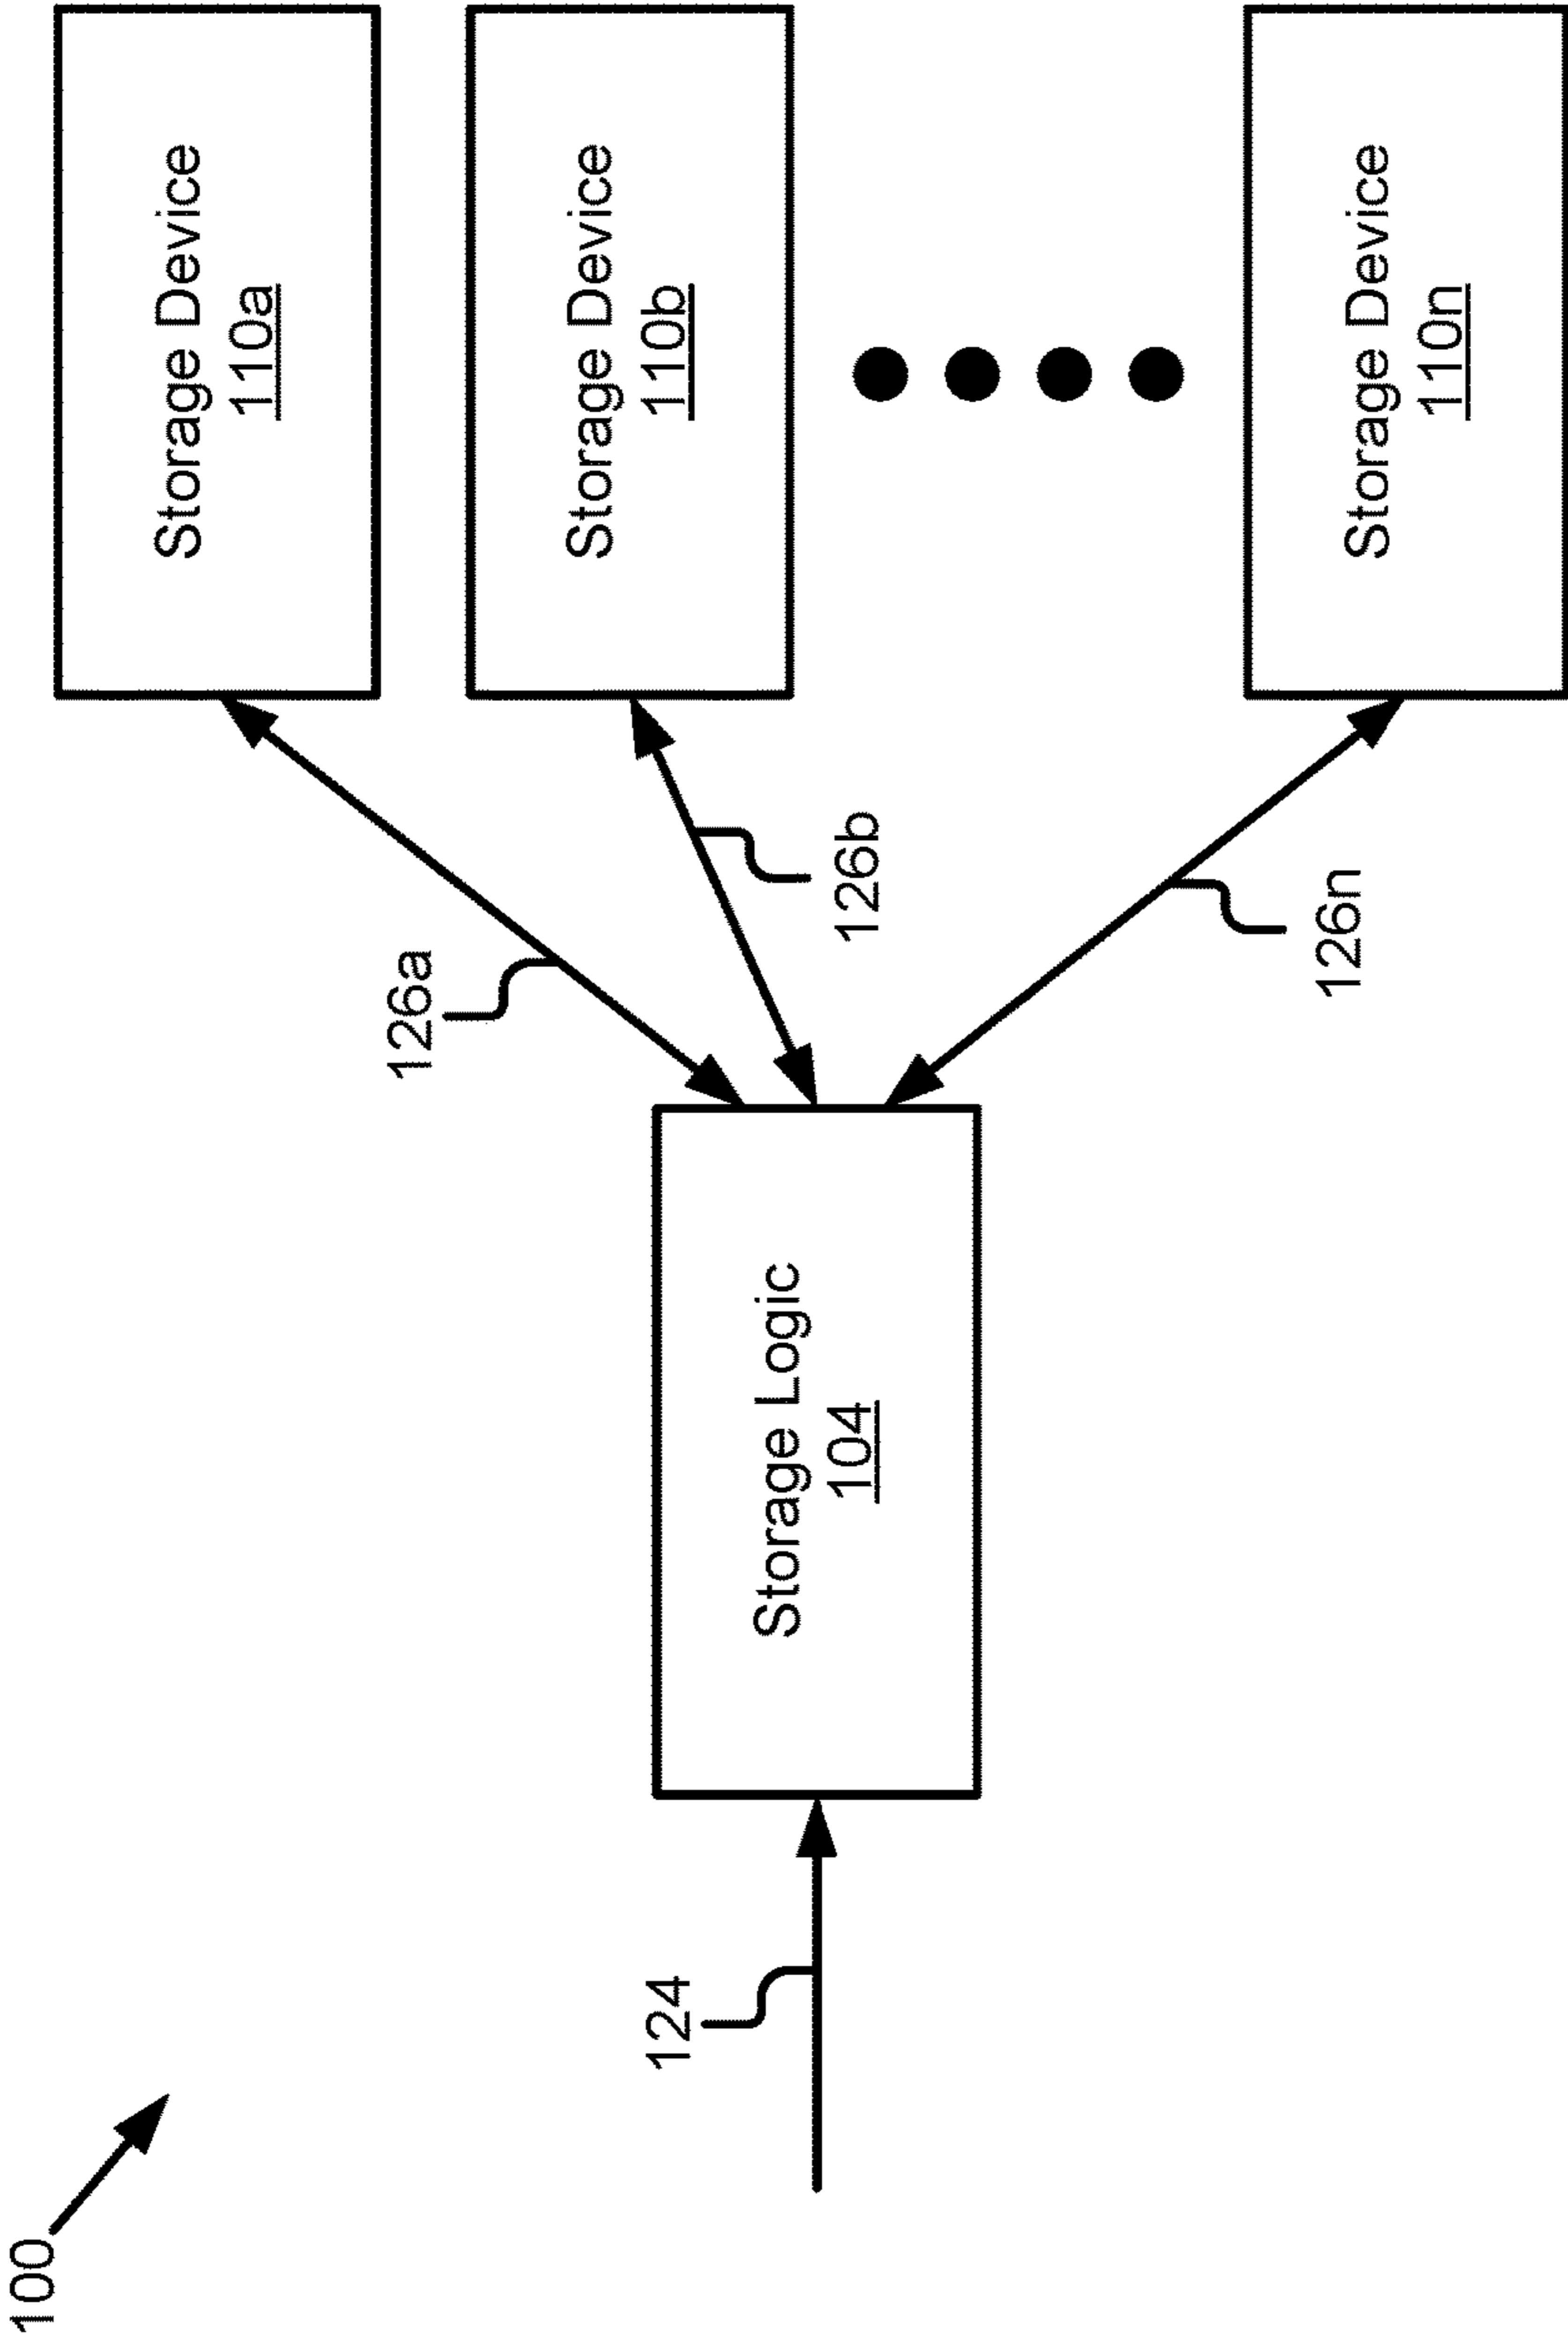 100
124
Storage Logic
104
126a
126b
126n
Storage Device
110a
Storage Device
110b
Storage Device
110n